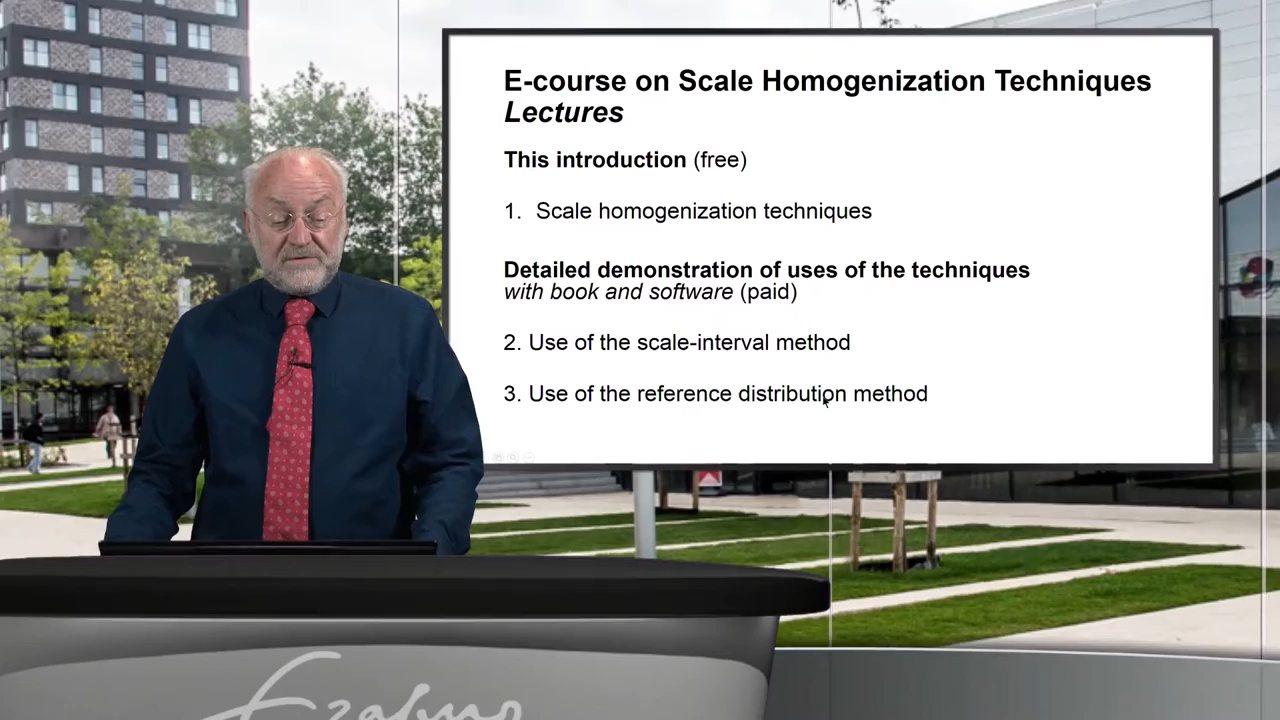 E-course on Scale Homogenization Techniques
Lectures
This introduction (free)
1. Scale homogenization techniques
Detailed demonstration of uses of the techniques
with book and software (paid)
2. Use of the scale-interval method
3. Use of the reference distribution method
Erasmus